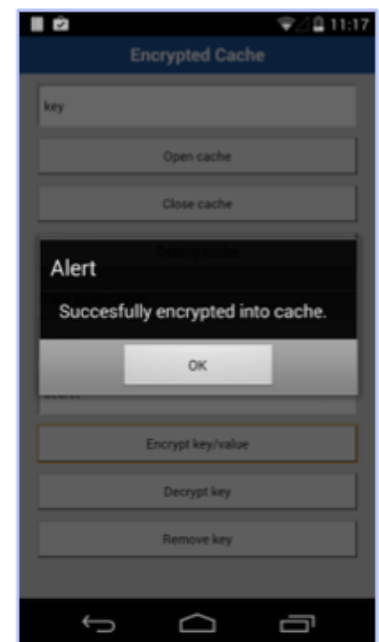 11:17
Encrypted Cache
key
Open cache
Close cache
Alert
Succesfully encrypted into cache.
OK
Encrypt key/value
Decrypt key
Remove key